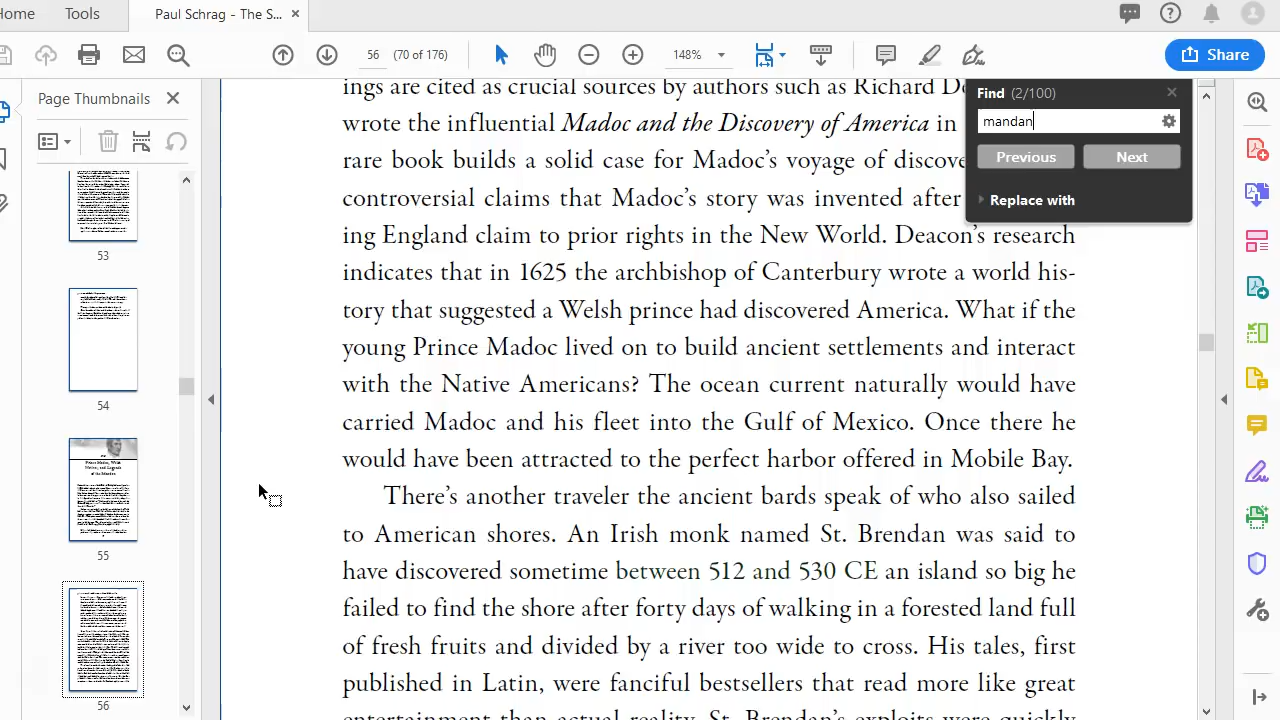 Home
Tools
Paul Schrag - The S...
56
(70 of 176)
148%
Share
Page Thumbnails
53
54
55
56
Find (2/100)
mandan
Previous
Next
Replace with
ings are cited as crucial sources by authors such as Richard
wrote the influential Madoc and the Discovery of America in
rare book builds a solid case for Madoc's voyage of
controversial claims that Madoc's story was invented after
ing England claim to prior rights in the New World. Deacon's research
indicates that in 1625 the archbishop of Canterbury wrote a world his-
tory that suggested a Welsh prince had discovered America. What if the
young Prince Madoc lived on to build ancient settlements and interact
with the Native Americans? The ocean current naturally would have
carried Madoc and his fleet into the Gulf of Mexico. Once there he
would have been attracted to the perfect harbor offered in Mobile Bay.
There's another traveler the ancient bards speak of who also sailed
to American shores. An Irish monk named St. Brendan was said to
have discovered sometime between 512 and 530 CE an island so big he
failed to find the shore after forty days of walking in a forested land full
of fresh fruits and divided by a river too wide to cross. His tales, first
published in Latin, were fanciful bestsellers that read more like great
entertainment than actual reality. St. Brendan's exploits were quickly